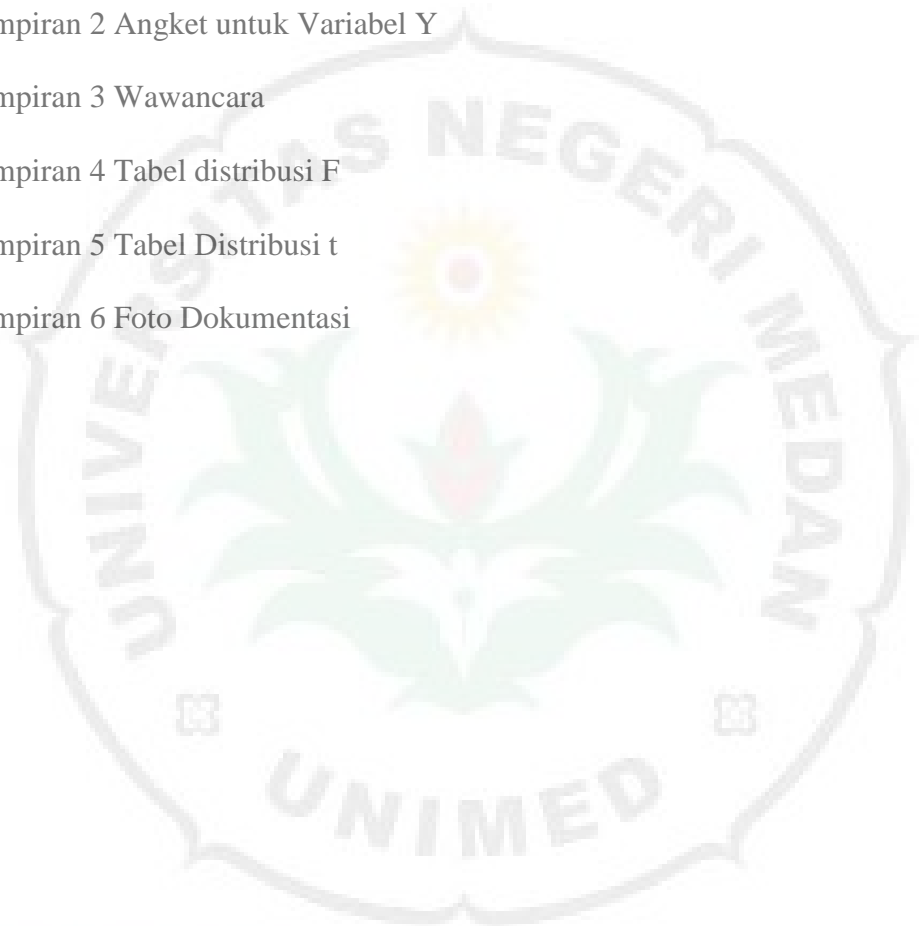 mpiran 2 Angket untuk Variabel Y
mpiran 3 Wawancara
mpiran 4 Tabel distribusi F
mpiran 5 Tabel Distribusi t
mpiran 6 Foto Dokumentasi
UNIVERSITAS NEGERI MEDAN
UNIMED